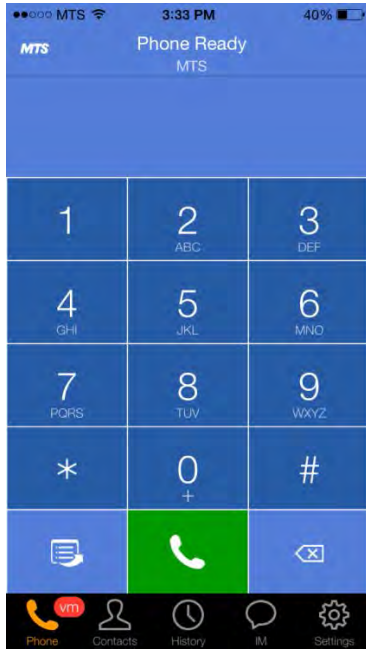 MTS 3:33 PM 40%
MTS Phone Ready
MTS
1 2 3
ABC DEF
4 5 6
GHI JKL MNO
7 8 9
PQRS TUV WXYZ
* 0 #
+
vm
Phone Contacts History IM Settings